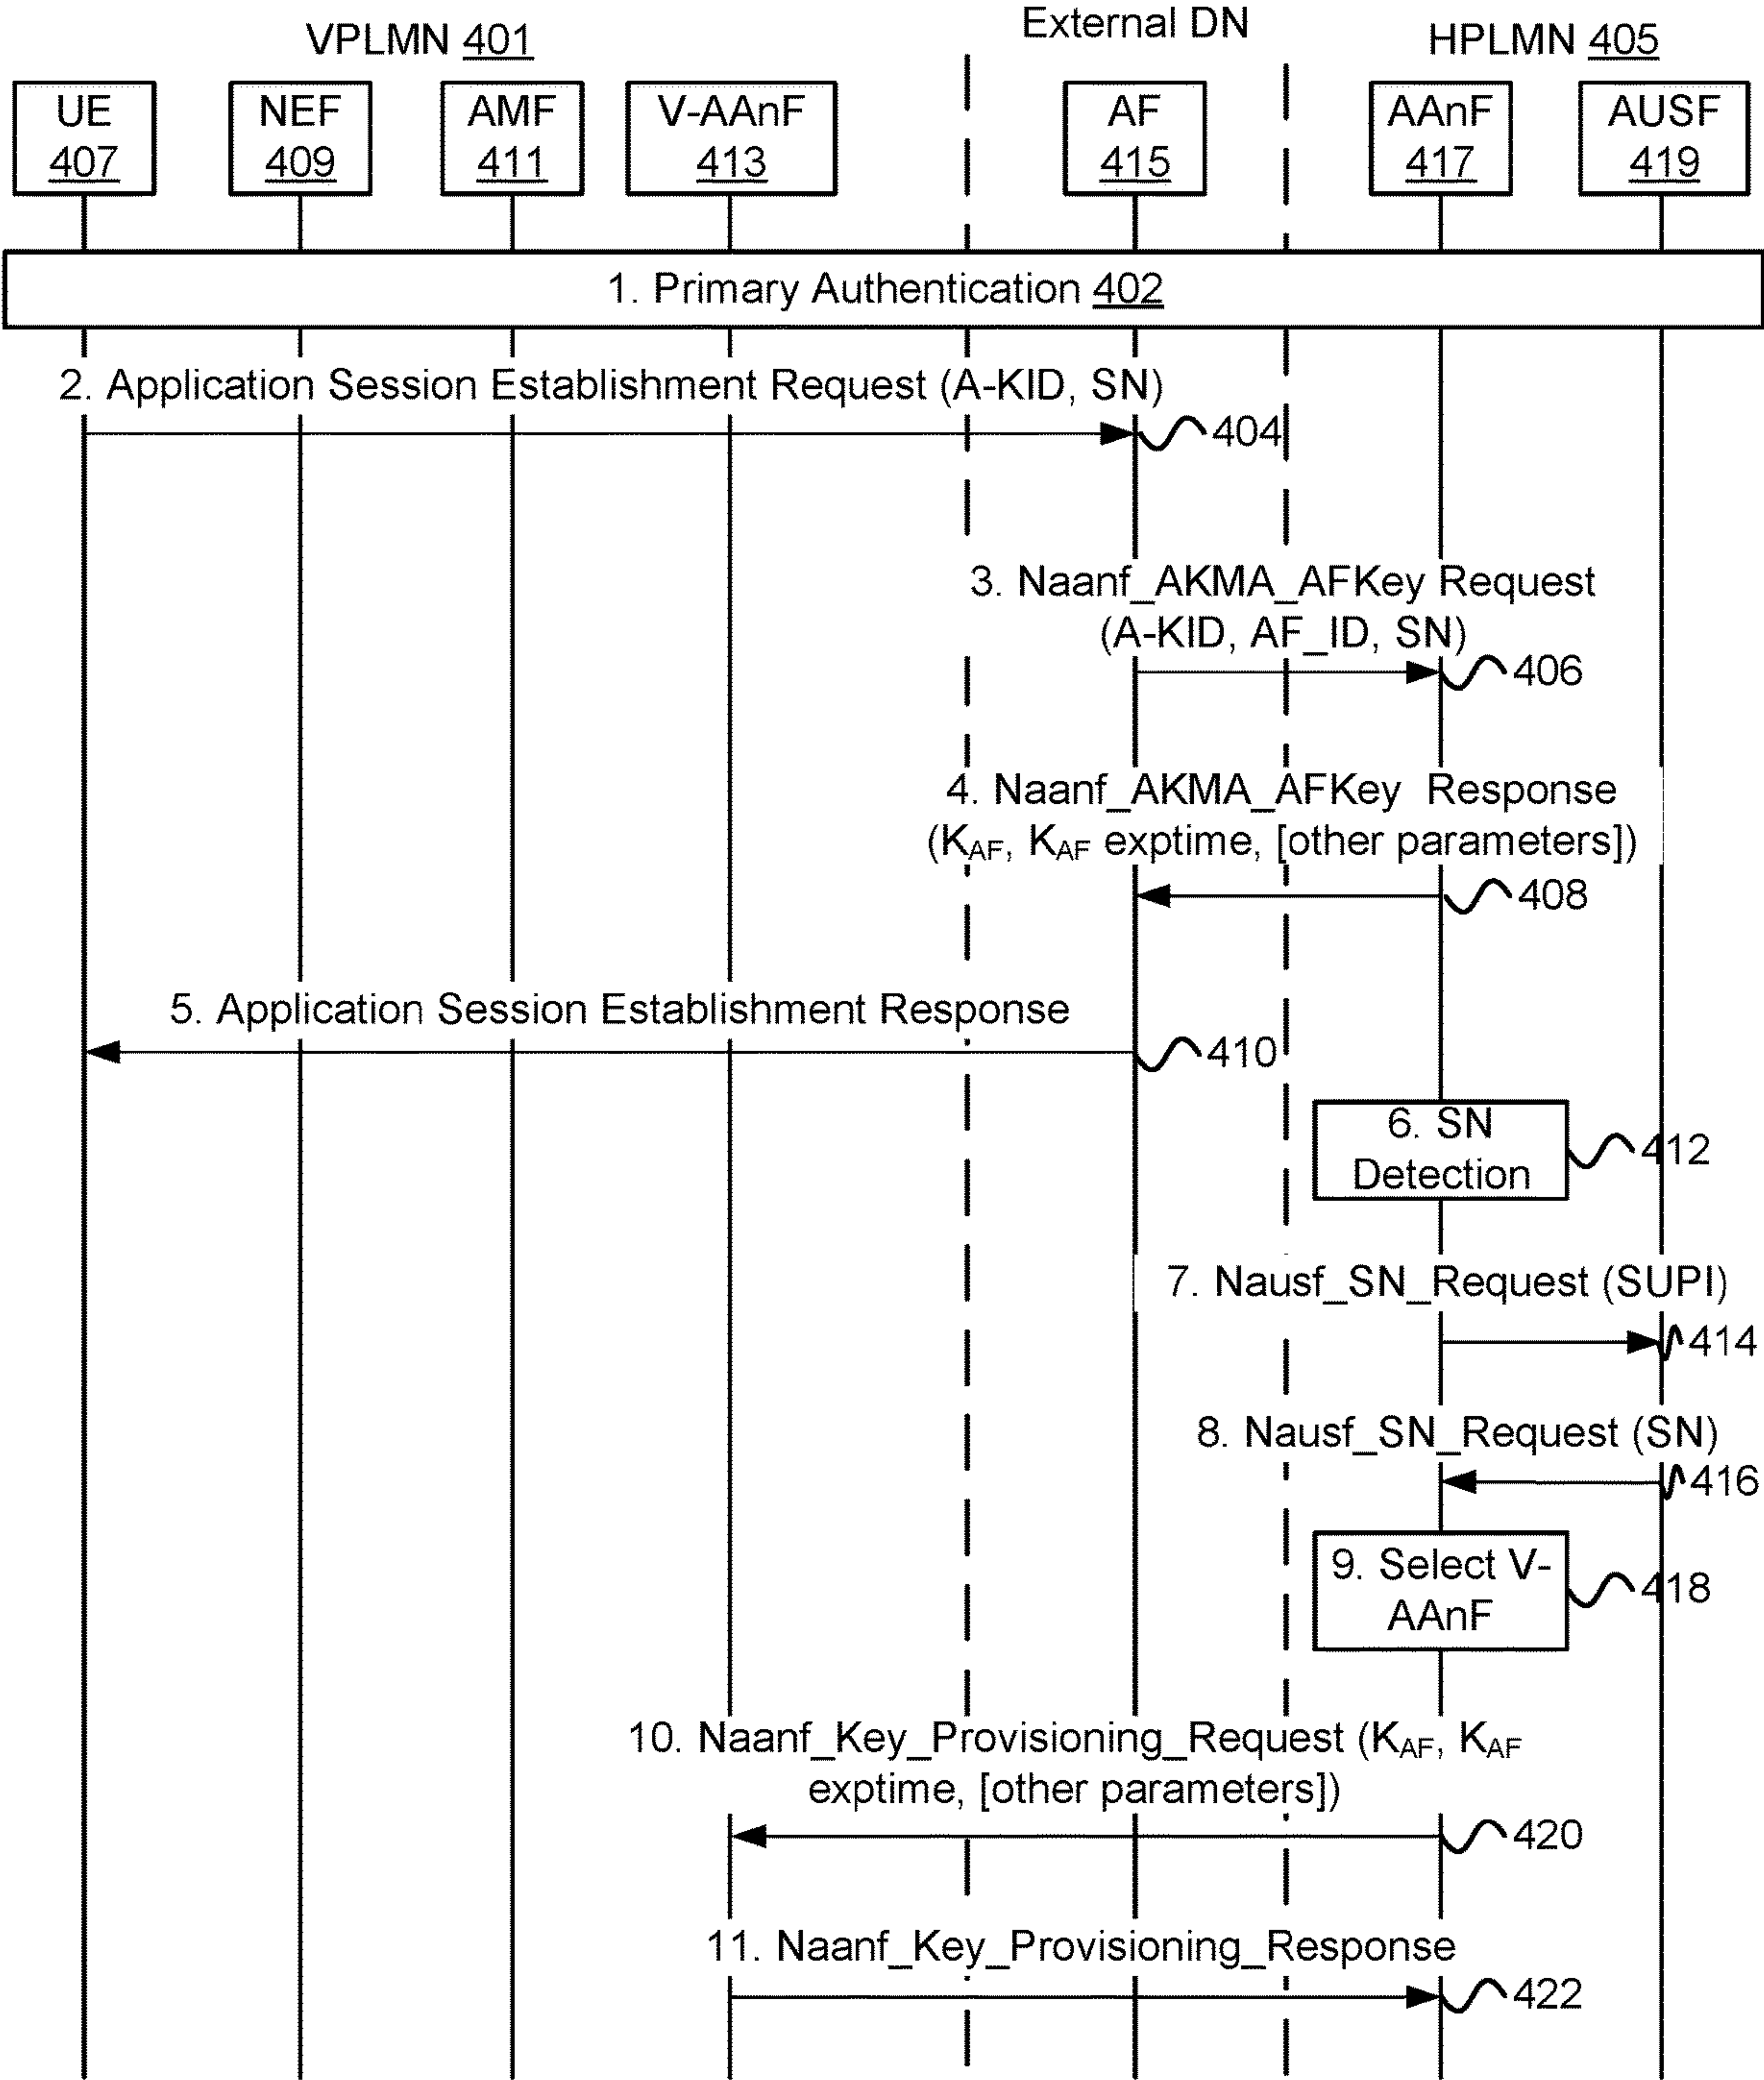 VPLMN 401
External DN
HPLMN 405
UE
407
NEF
409
AMF
411
V-AAnF
413
AF
415
AAnF
417
AUSF
419
1. Primary Authentication 402
2. Application Session Establishment Request (A-KID, SN)
404
3. Naanf_AKMA_AFKey Request
(A-KID, AF_ID, SN)
406
4. Naanf_AKMA_AFKey Response
(KAF, KAF exptime, [other parameters])
408
5. Application Session Establishment Response
410
6. SN
Detection
412
7. Nausf_SN_Request (SUPI)
414
8. Nausf_SN_Request (SN)
416
9. Select V-
AAnF
418
10. Naanf_Key_Provisioning_Request (KAF, KAF
exptime, [other parameters])
420
11. Naanf_Key_Provisioning_Response
422